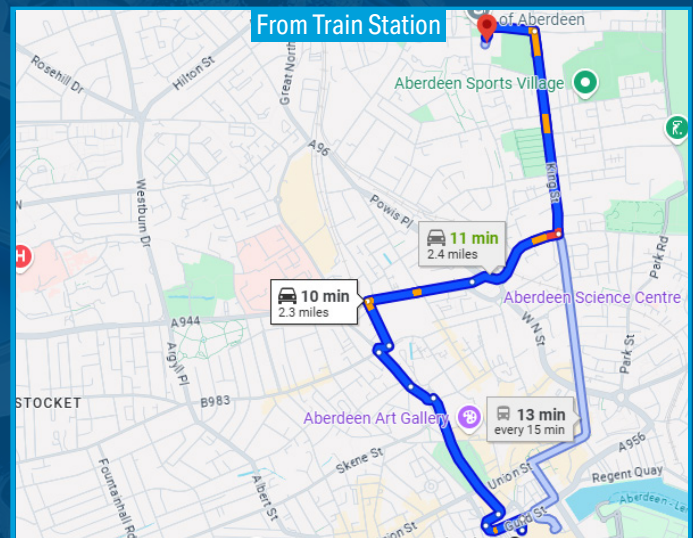 From Train Station
of Aberdeen
Rosehill Dr
Hilton St
Great North
Aberdeen Sports Village
A96
King St
Westburn Dr
Powis Pl
11 min
2.4 miles
Park Rd
H
10 min
2.3 miles
Aberdeen Science Centre
A944
W N St
Argyll Pl
Park St
STOCKET
B983
Aberdeen Art Gallery
13 min
every 15 min
A956
Skene St
Union St
Regent Quay
Fountainhall Rd
Albert St
Guild St
on St